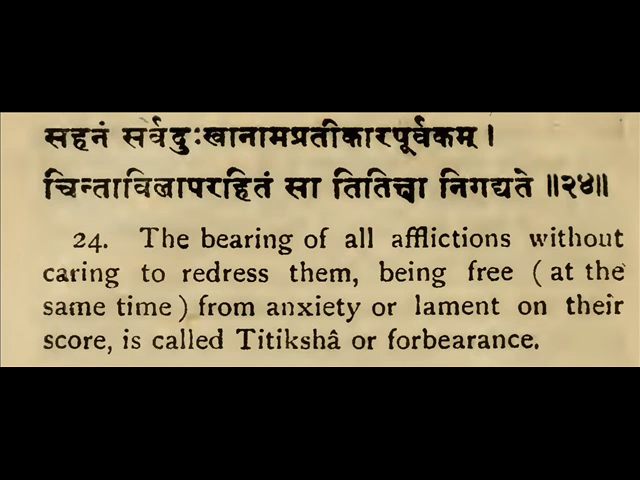 सहनं सर्वदुःखानामप्रतीकारपूर्वकम् ।
चिन्ताविलापरहितं सा तितिक्षा निगद्यते ॥२४॥
24. The bearing of all afflictions without
caring to redress them, being free ( at the
same time ) from anxiety or lament on their
score, is called Titikshâ or forbearance.